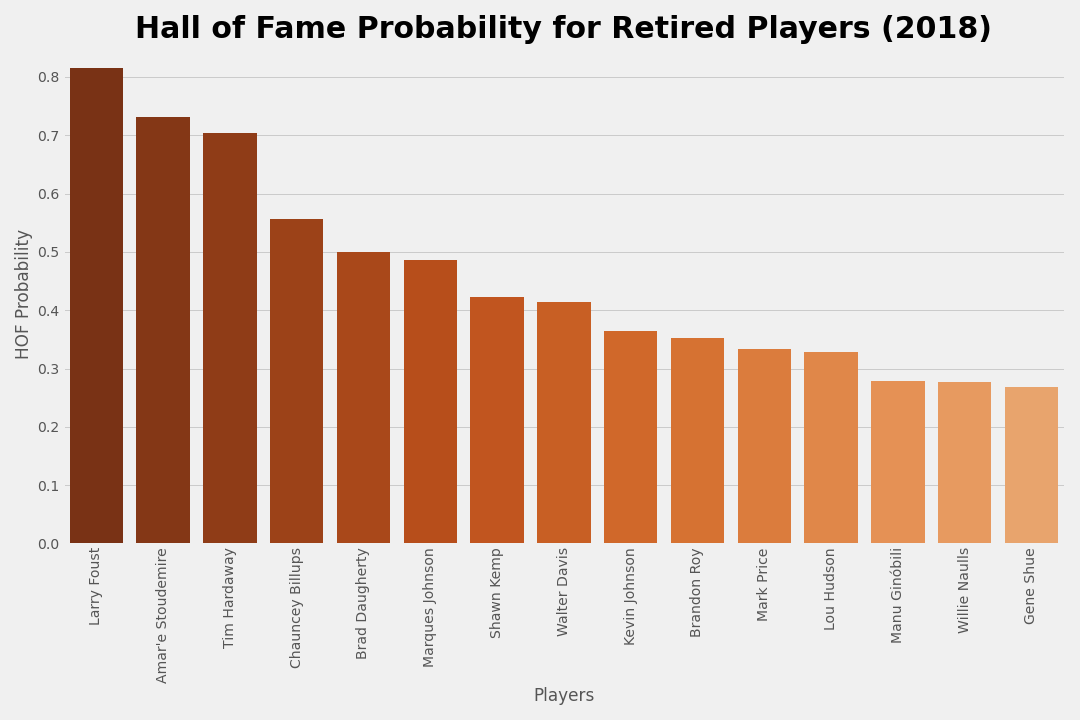 Hall of Fame Probability for Retired Players (2018)
HOF Probability
0.8
0.7
0.6
0.5
0.4
0.3
0.2
0.1
0.0
Larry Foust
Amar'e Stoudemire
Tim Hardaway
Chauncey Billups
Brad Daugherty
Marques Johnson
Shawn Kemp
Walter Davis
Kevin Johnson
Brandon Roy
Mark Price
Lou Hudson
Manu Ginóbili
Willie Naulls
Gene Shue
Players